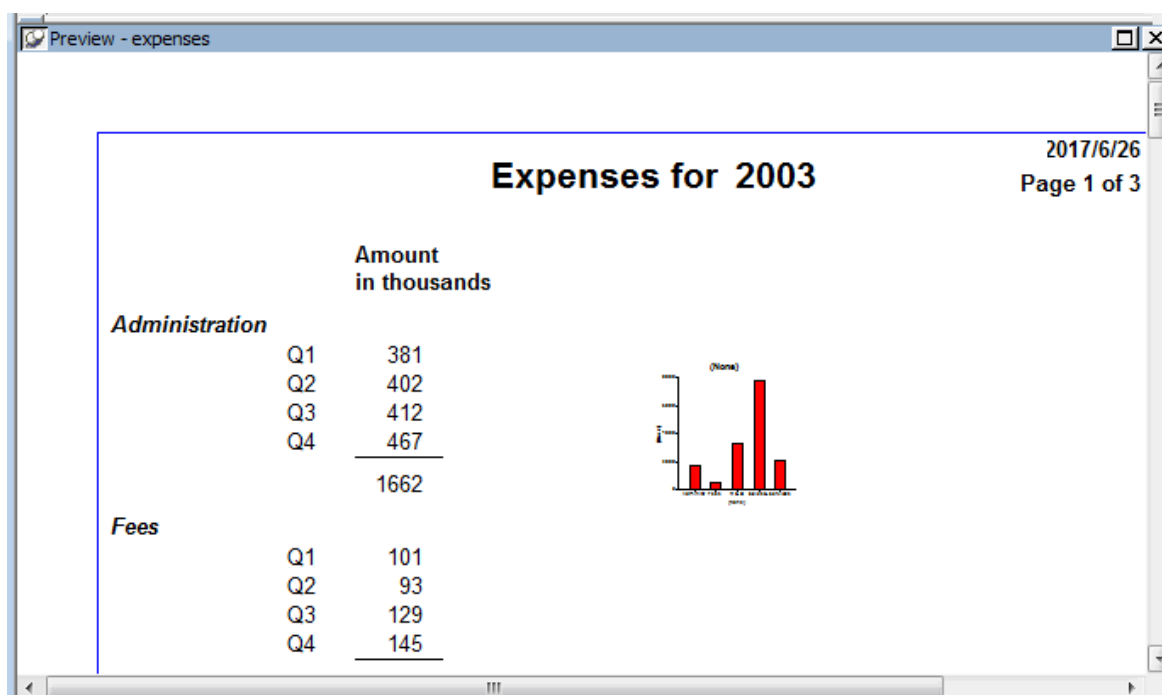 Preview - expenses
2017/6/26
Expenses for 2003
Page 1 of 3
Amount
in thousands
Administration
Q1 381
Q2 402
Q3 412
Q4 467
1662
(None)
Fees
Q1 101
Q2 93
Q3 129
Q4 145